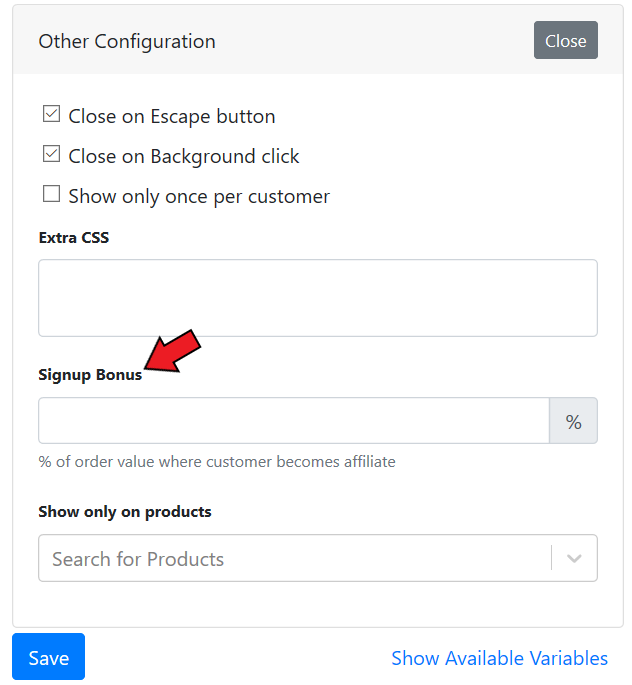 Other Configuration
Close
Close on Escape button
Close on Background click
Show only once per customer
Extra CSS
Signup Bonus
%
% of order value where customer becomes affiliate
Show only on products
Search for Products
Save
Show Available Variables